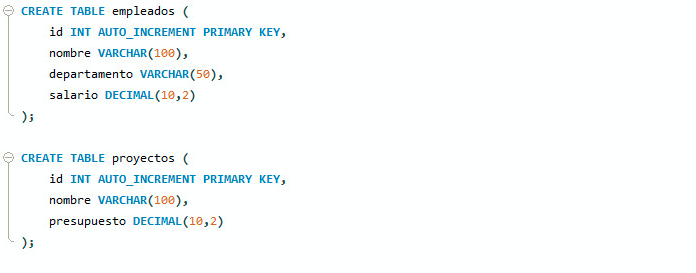 CREATE TABLE empleados (
id INT AUTO_INCREMENT PRIMARY KEY,
nombre VARCHAR(100),
departamento VARCHAR(50),
salario DECIMAL(10,2)
);
CREATE TABLE proyectos (
id INT AUTO_INCREMENT PRIMARY KEY,
nombre VARCHAR(100),
presupuesto DECIMAL(10,2)
);